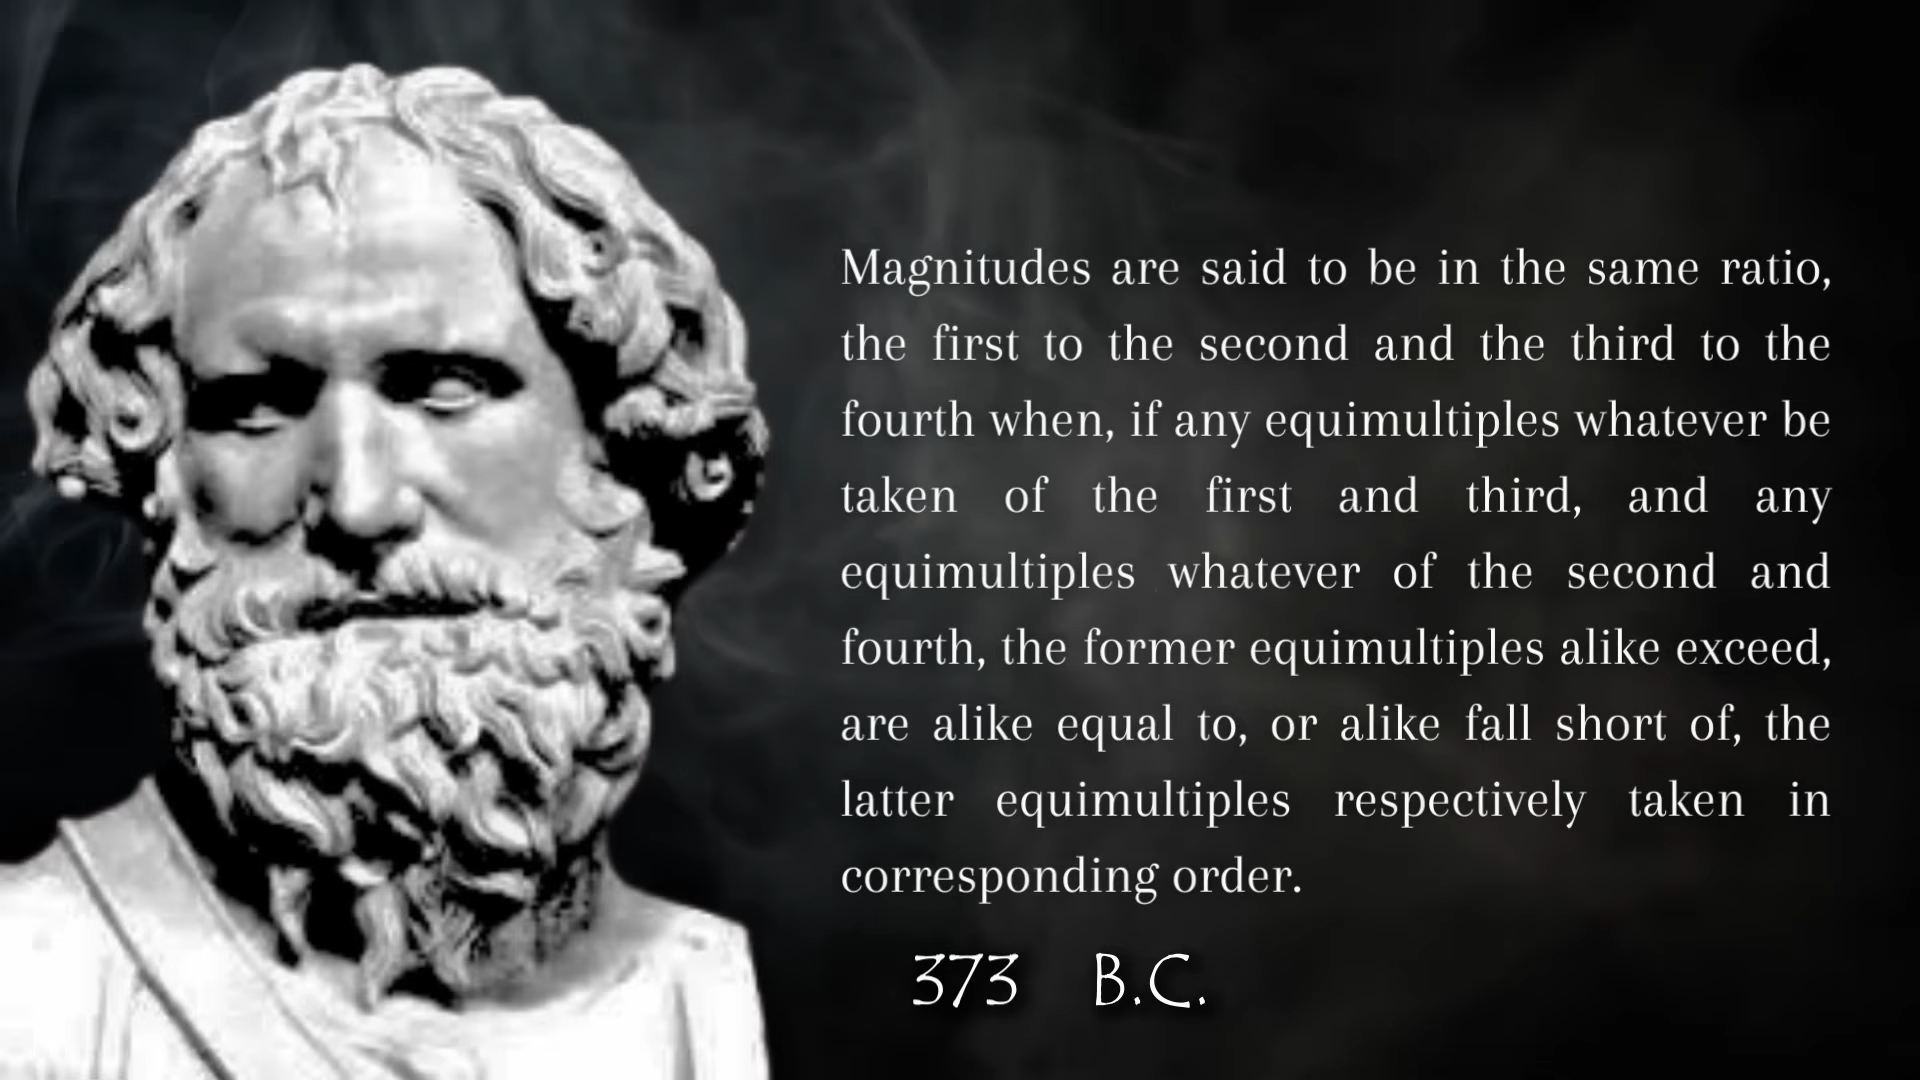 Magnitudes are said to be in the same ratio,
the first to the second and the third to the
fourth when, if any equimultiples whatever be
taken of the first and third, and any
equimultiples whatever of the second and
fourth, the former equimultiples alike exceed,
are alike equal to, or alike fall short of, the
latter equimultiples respectively taken in
corresponding order.
373 B.C.